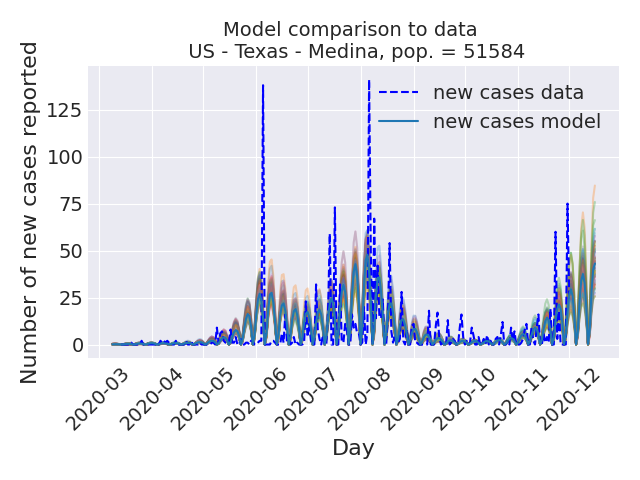 Model comparison to data
US - Texas - Medina, pop. = 51584
Number of new cases reported
125
100
75
50
25
0
new cases data
new cases model
2020-03
2020-04
2020-05
2020-06
2020-07
2020-08
2020-09
2020-10
2020-11
2020-12
Day